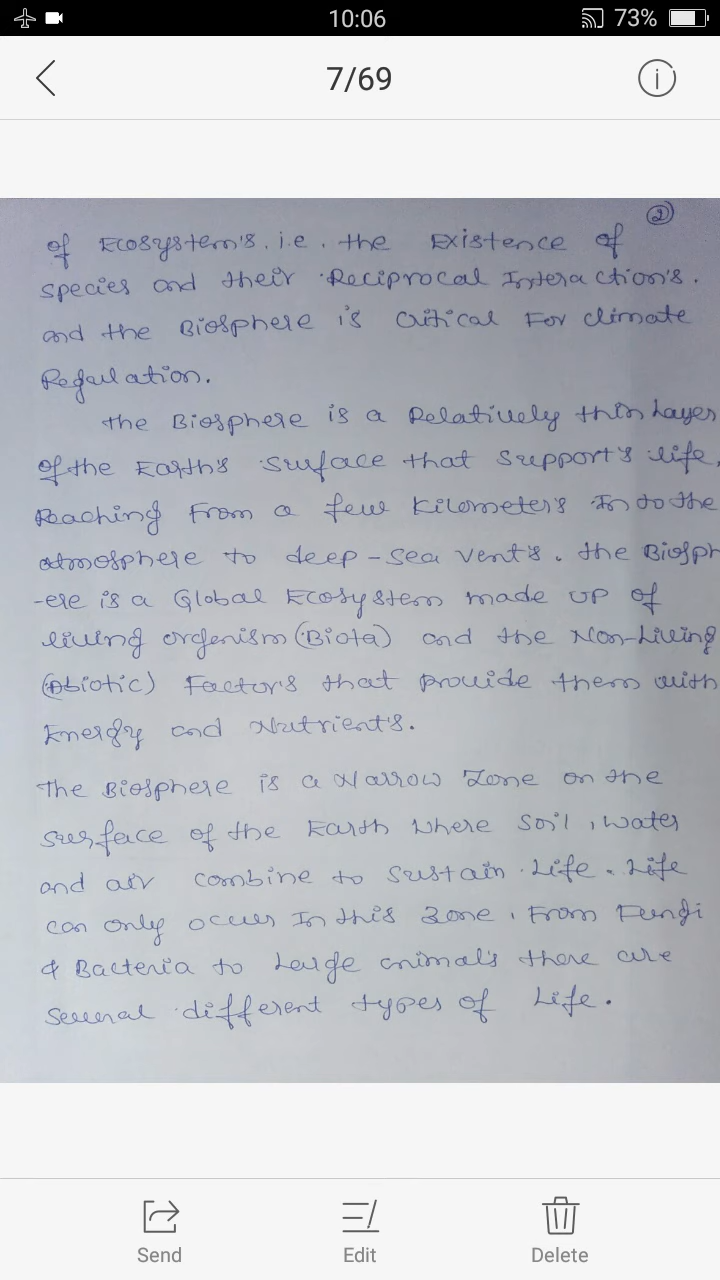 10:06
73%
7/69
2
of Ecosystem's. i.e. the Existence of
species and their Reciprocal Interaction's.
and the Biosphere is critical For climate
Regulation.
the Biosphere is a Relatively thin Layer
of the Earth's surface that support's life,
Reaching From a few Kilometer's In to the
atmosphere to deep-sea vent's. the Biosph
-ere is a Global Ecosystem made up of
living orgenism (Biota) and the Non-Living
(Abiotic) Factor's that provide them with
Energy and Nutrient's.
The Biosphere is a Narrow Zone on the
surface of the Earth where soil, water
and air combine to sustain Life. Life
can only occur In this Zone, From Fungi
& Bacteria to Large animal's there are
several different types of Life.
Send
Edit
Delete